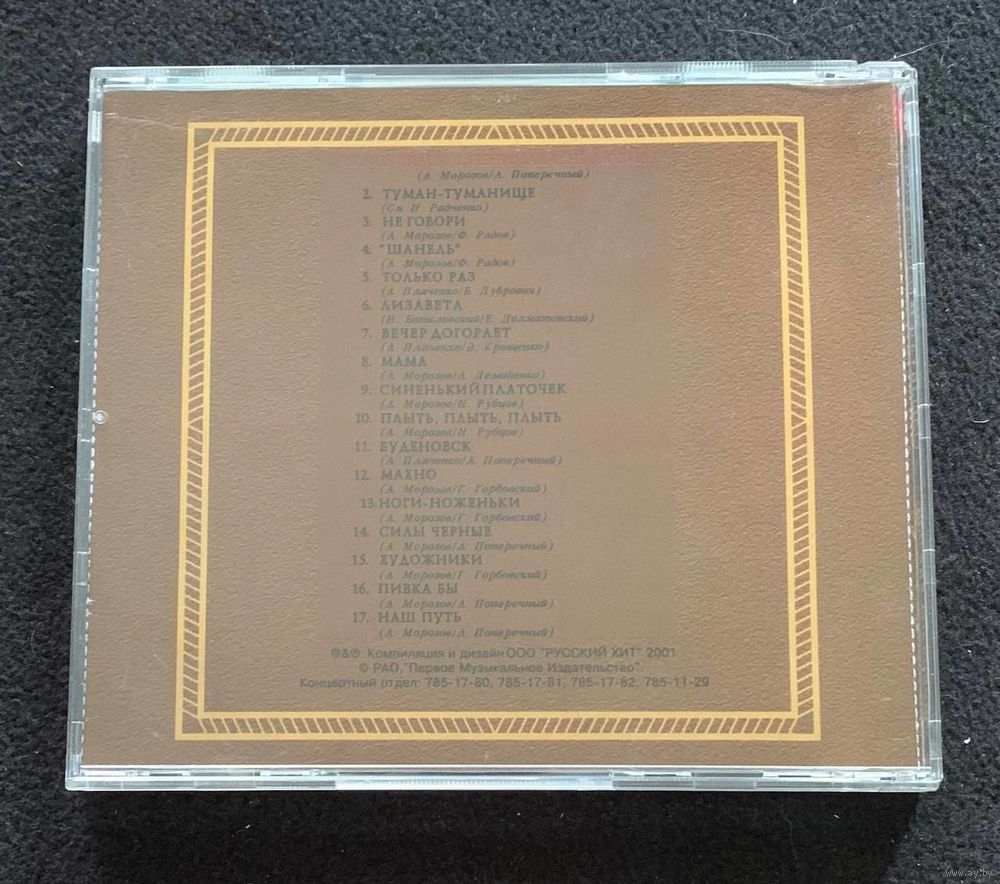 (А. Морозов/А. Поперечный)
2. ТУМАН-ТУМАНИЩЕ
(См Н. Радченко)
3. НЕ ГОВОРИ
(А. Морозов/Ф. Радов)
4. "ШАНЕЛЬ"
(А. Морозов/Ф. Радов)
5. ТОЛЬКО РАЗ
(А. Плаченко/Б. Дубровин)
6. ЛИЗАВЕТА
(Н. Богословский/Е. Долматовский)
7. ВЕЧЕР ДОГОРАЕТ
(А. Плаченко/В. Крещенко)
8. МАМА
(А. Морозов/А. Демиденко)
9. СИНЕНЬКИЙ ПЛАТОЧЕК
(А. Морозов/Н. Рубцов)
10. ПЛЫТЬ, ПЛЫТЬ, ПЛЫТЬ
(А. Морозов/Н. Рубцов)
11. БУДЕНОВСК
(А. Плаченко/А. Поперечный)
12. МАХНО
(А. Морозов/Г. Горбовский)
13. НОГИ-НОЖЕНЬКИ
(А. Морозов/Г. Горбовский)
14. СИЛЫ ЧЕРНЫЕ
(А. Морозов/А. Поперечный)
15. ХУДОЖНИКИ
(А. Морозов/Г. Горбовский)
16. ПИВКА БЫ
(А. Морозов/А. Поперечный)
17. НАШ ПУТЬ
(А. Морозов/А. Поперечный)
℗&℗ Компиляция и дизайн ООО "РУССКИЙ ХИТ" 2001
© РАО,"Первое Музыкальное Издательство".
Концертный отдел: 785-17-80, 785-17-81, 785-17-82, 785-11-29
www.ay.by